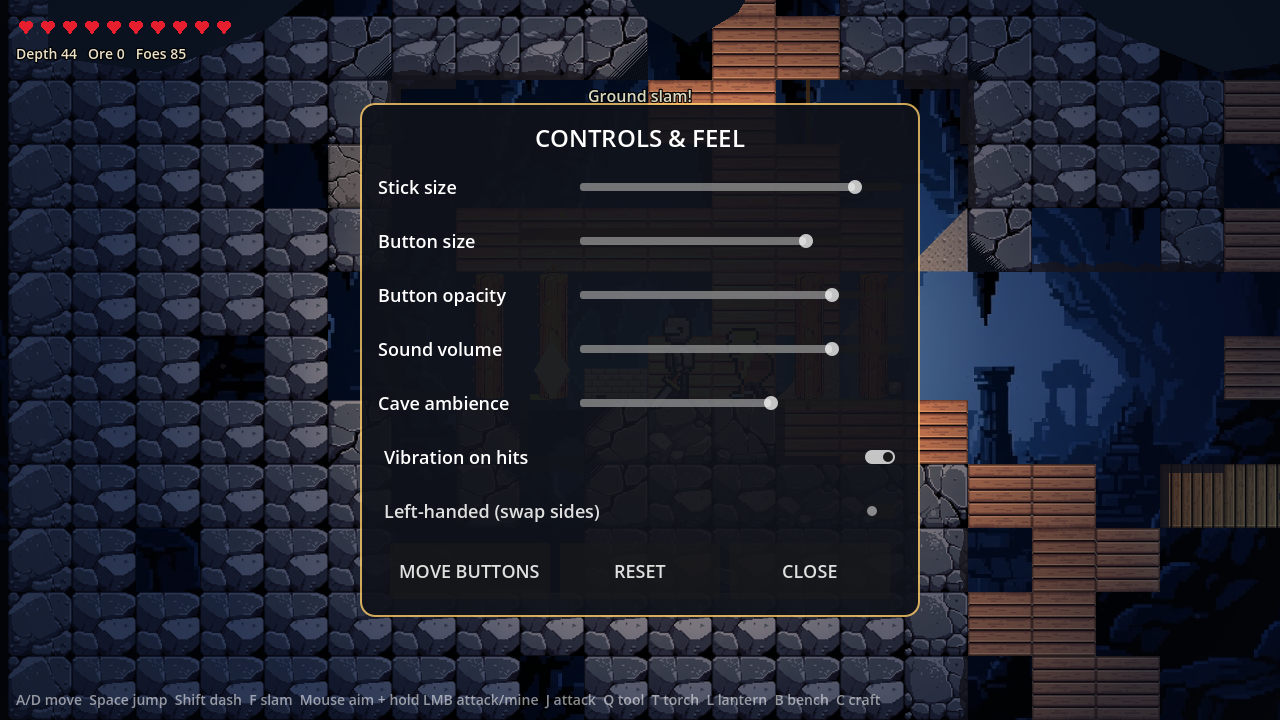 Depth 44 Ore 0 Foes 85
Ground slam!
CONTROLS & FEEL
Stick size
Button size
Button opacity
Sound volume
Cave ambience
Vibration on hits
Left-handed (swap sides)
MOVE BUTTONS RESET CLOSE
A/D move Space jump Shift dash F slam Mouse aim + hold LMB attack/mine J attack Q tool T torch L lantern B bench C craft